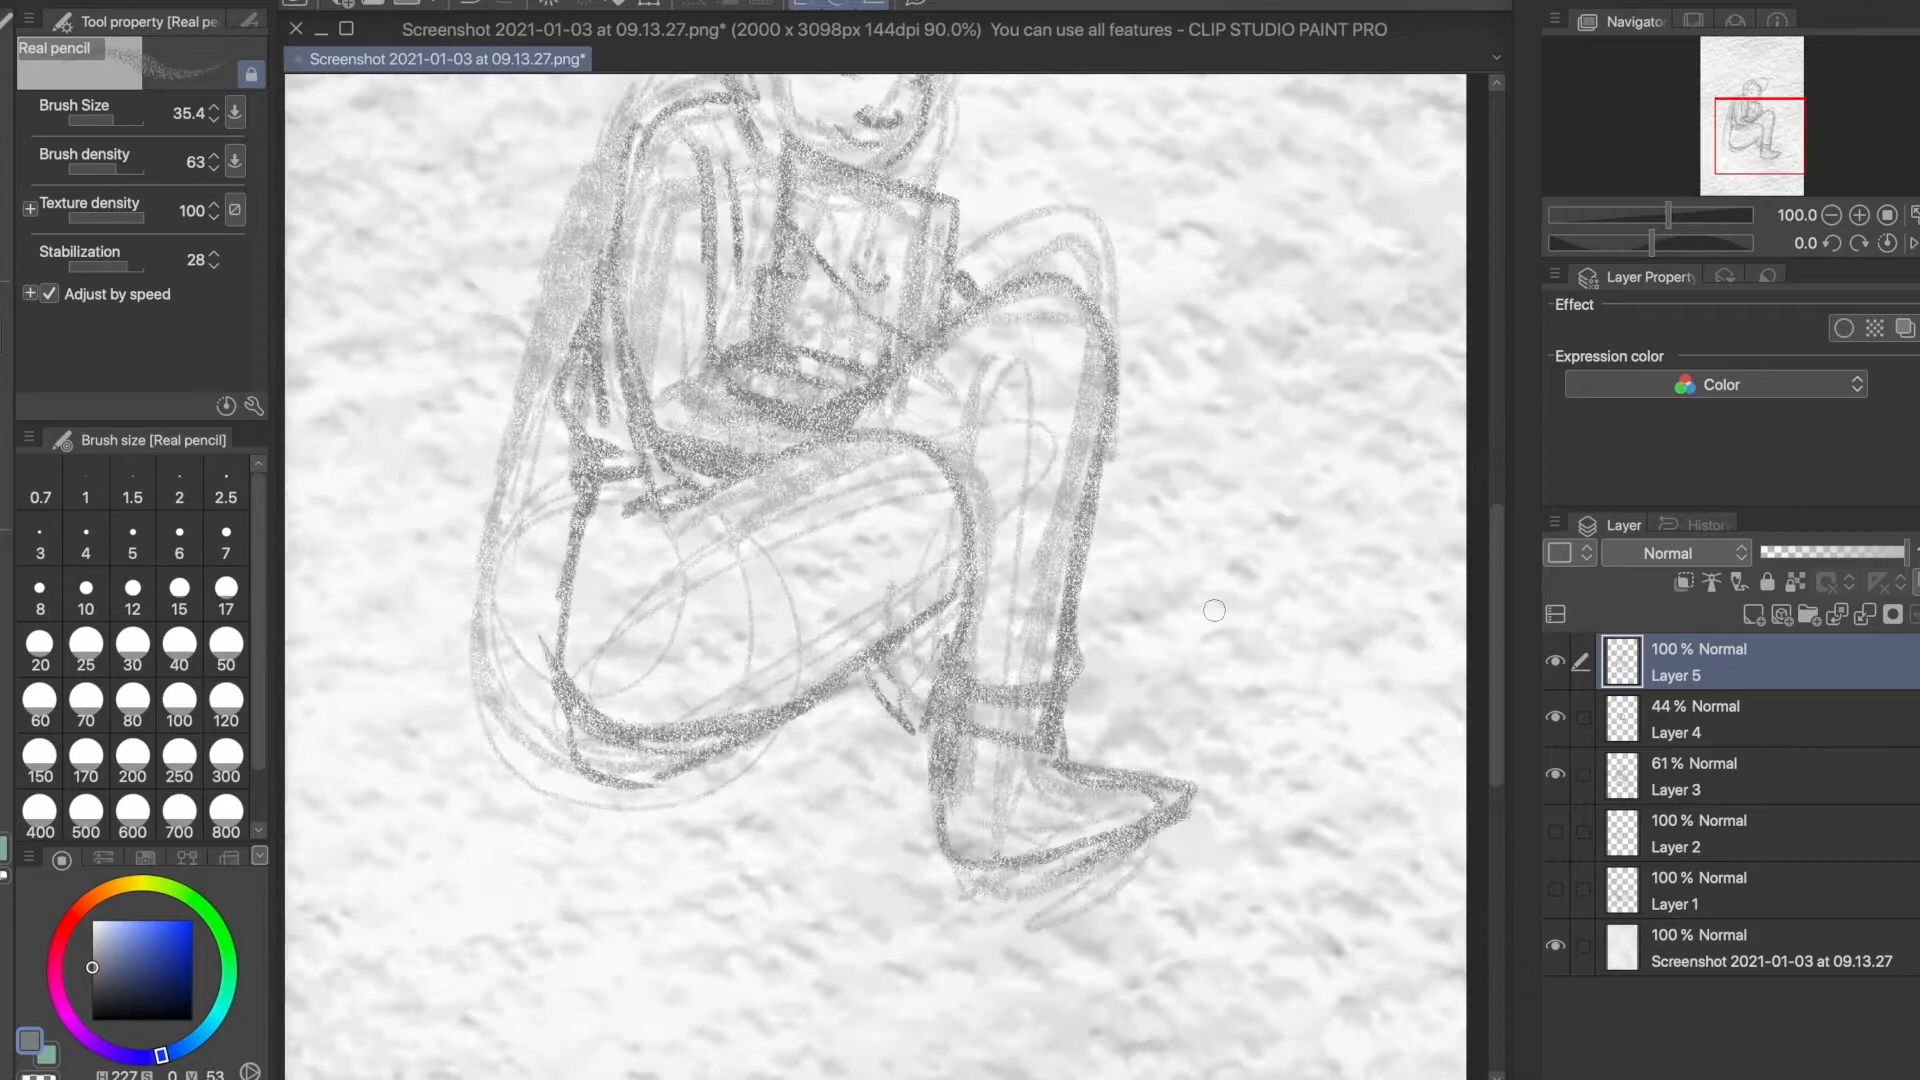 Tool property [Real pe
Real pencil
Brush Size
35.4
Brush density
63
Texture density
100
Stabilization
28
Adjust by speed
Brush size [Real pencil]
0.7 1 1.5 2 2.5
3 4 5 6 7
8 10 12 15 17
20 25 30 40 50
60 70 80 100 120
150 170 200 250 300
400 500 600 700 800
H 227 S 0 V 53
Screenshot 2021-01-03 at 09.13.27.png* (2000 x 3098px 144dpi 90.0%) You can use all features - CLIP STUDIO PAINT PRO
Screenshot 2021-01-03 at 09.13.27.png*
Navigator
100.0
0.0
Layer Property
Effect
Expression color
Color
Layer
History
Normal
100 % Normal
Layer 5
44 % Normal
Layer 4
61 % Normal
Layer 3
100 % Normal
Layer 2
100 % Normal
Layer 1
100 % Normal
Screenshot 2021-01-03 at 09.13.27